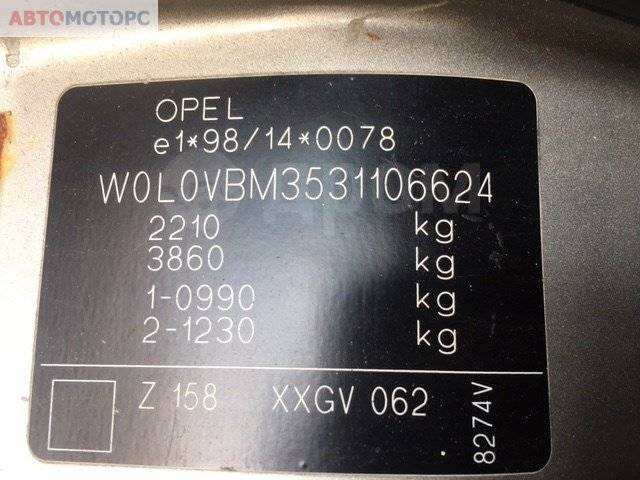 АВТОМОТОРС
OPEL
e1*98/14*0078
W0L0VBM3531106624
2210 kg
3860 kg
1-0990 kg
2-1230 kg
Z 158 XXGV 062
8274V